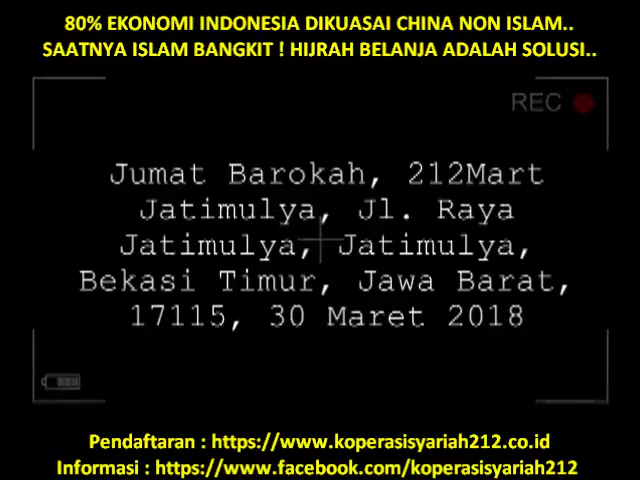 80% EKONOMI INDONESIA DIKUASAI CHINA NON ISLAM..
SAATNYA ISLAM BANGKIT ! HIJRAH BELANJA ADALAH SOLUSI..
REC
Jumat Barokah, 212Mart
Jatimulya, Jl. Raya
Jatimulya, Jatimulya,
Bekasi Timur, Jawa Barat,
17115, 30 Maret 2018
Pendaftaran : https://www.koperasisyariah212.co.id
Informasi : https://www.facebook.com/koperasisyariah212